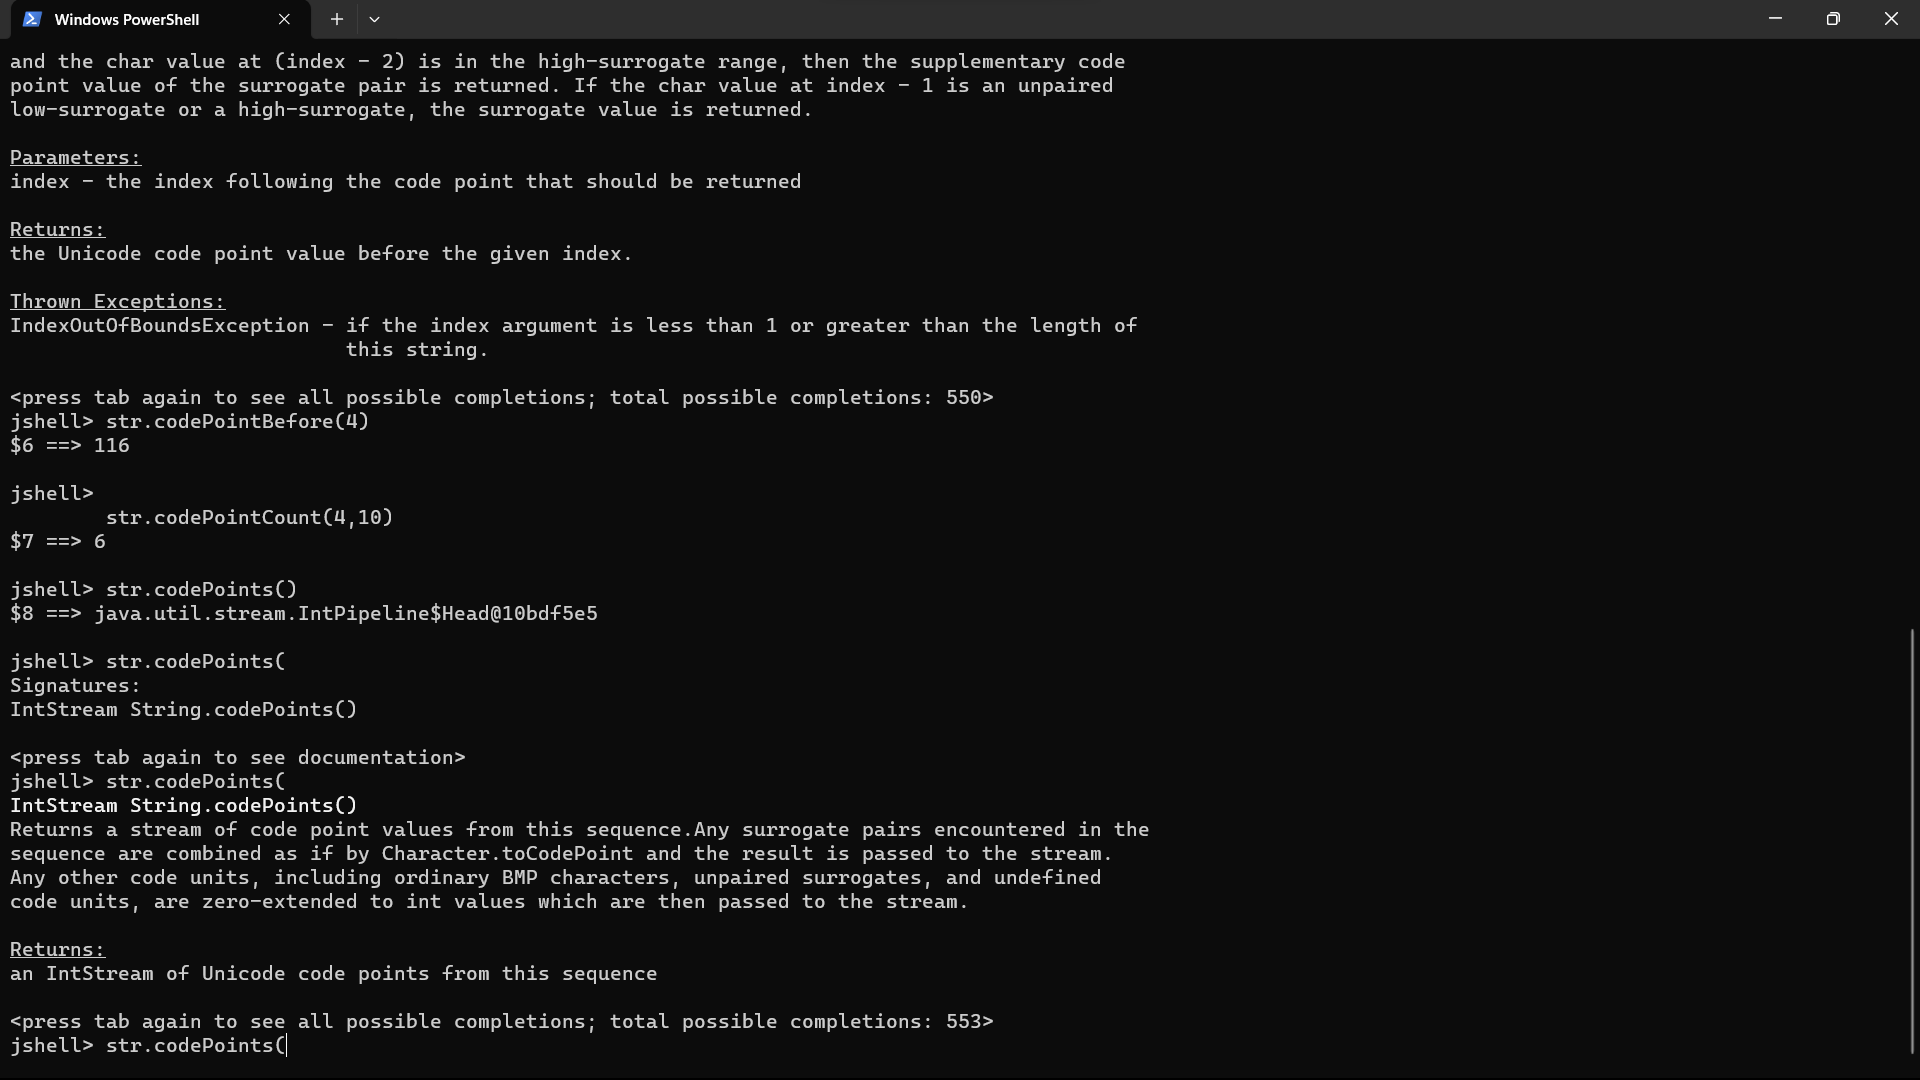 Windows PowerShell
and the char value at (index - 2) is in the high-surrogate range, then the supplementary code
point value of the surrogate pair is returned. If the char value at index - 1 is an unpaired
low-surrogate or a high-surrogate, the surrogate value is returned.
Parameters:
index - the index following the code point that should be returned
Returns:
the Unicode code point value before the given index.
Thrown Exceptions:
IndexOutOfBoundsException - if the index argument is less than 1 or greater than the length of
this string.
<press tab again to see all possible completions; total possible completions: 550>
jshell> str.codePointBefore(4)
$6 ==> 116
jshell>
str.codePointCount(4,10)
$7 ==> 6
jshell> str.codePoints()
$8 ==> java.util.stream.IntPipeline$Head@10bdf5e5
jshell> str.codePoints(
Signatures:
IntStream String.codePoints()
<press tab again to see documentation>
jshell> str.codePoints(
IntStream String.codePoints()
Returns a stream of code point values from this sequence.Any surrogate pairs encountered in the
sequence are combined as if by Character.toCodePoint and the result is passed to the stream.
Any other code units, including ordinary BMP characters, unpaired surrogates, and undefined
code units, are zero-extended to int values which are then passed to the stream.
Returns:
an IntStream of Unicode code points from this sequence
<press tab again to see all possible completions; total possible completions: 553>
jshell> str.codePoints(